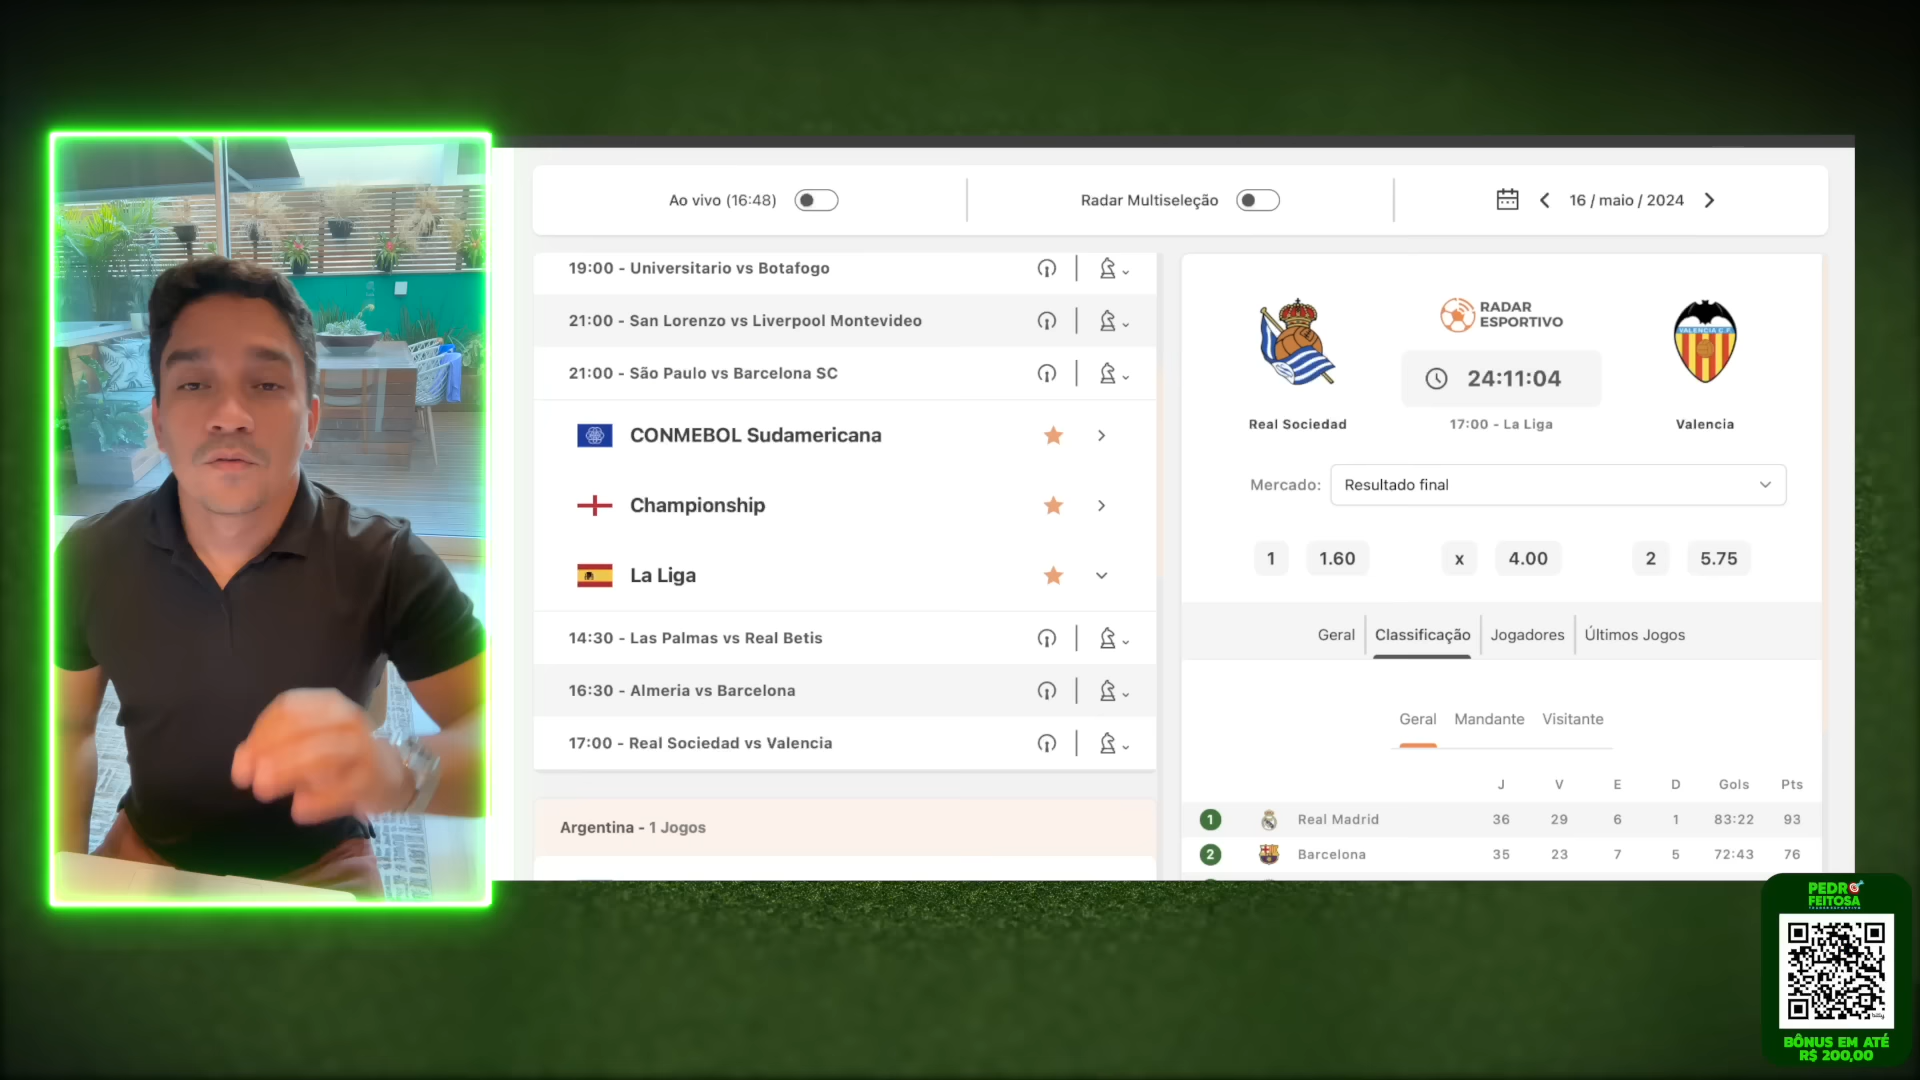 Ao vivo (16:48)
Radar Multiseleção
16 / maio / 2024
19:00 - Universitario vs Botafogo
21:00 - San Lorenzo vs Liverpool Montevideo
21:00 - São Paulo vs Barcelona SC
CONMEBOL Sudamericana
Championship
La Liga
14:30 - Las Palmas vs Real Betis
16:30 - Almeria vs Barcelona
17:00 - Real Sociedad vs Valencia
Argentina - 1 Jogos
RADAR
ESPORTIVO
VALENCIA C.F
24:11:04
Real Sociedad
17:00 - La Liga
Valencia
Mercado:
Resultado final
1 1.60 x 4.00 2 5.75
Geral Classificação Jogadores Últimos Jogos
Geral Mandante Visitante
J V E D Gols Pts
1 Real Madrid 36 29 6 1 83:22 93
2 Barcelona 35 23 7 5 72:43 76
PEDRO
FEITOSA
BÔNUS EM ATÉ
R$ 200,00